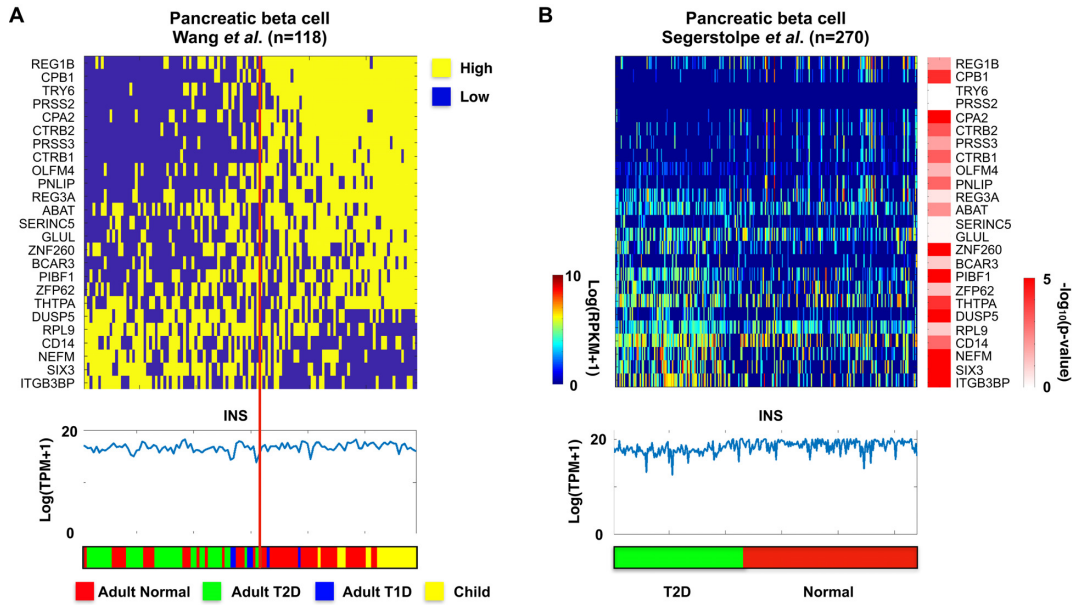 A
Pancreatic beta cell
Wang et al. (n=118)
REG1B
CPB1
TRY6
PRSS2
CPA2
CTRB2
PRSS3
CTRB1
OLFM4
PNLIP
REG3A
ABAT
SERINC5
GLUL
ZNF260
BCAR3
PIBF1
ZFP62
THTPA
DUSP5
RPL9
CD14
NEFM
SIX3
ITGB3BP
High
Low
INS
20
Log(TPM+1)
0
Adult Normal
Adult T2D
Adult T1D
Child
B
Pancreatic beta cell
Segerstolpe et al. (n=270)
10
Log(RPKM+1)
0
REG1B
CPB1
TRY6
PRSS2
CPA2
CTRB2
PRSS3
CTRB1
OLFM4
PNLIP
REG3A
ABAT
SERINC5
GLUL
ZNF260
BCAR3
PIBF1
ZFP62
THTPA
DUSP5
RPL9
CD14
NEFM
SIX3
ITGB3BP
5
-log10(p-value)
0
INS
20
Log(TPM+1)
0
T2D
Normal